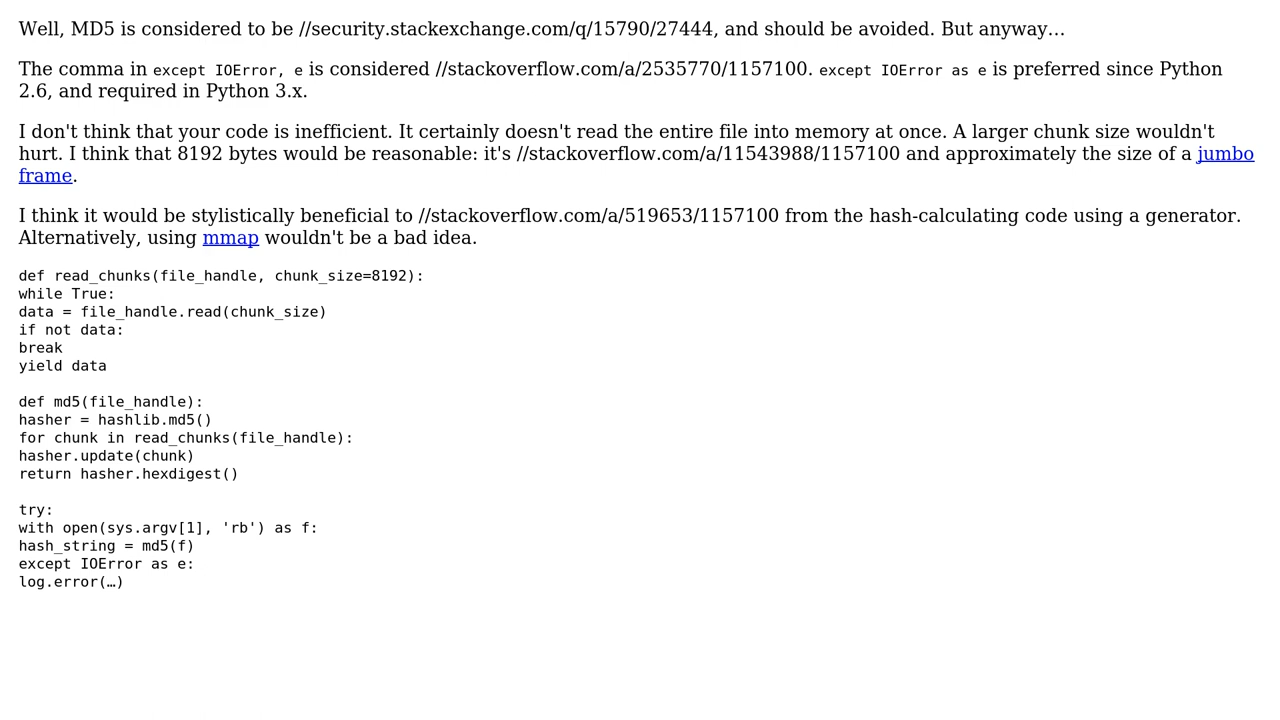 Well, MD5 is considered to be //security.stackexchange.com/q/15790/27444, and should be avoided. But anyway…
The comma in except IOError, e is considered //stackoverflow.com/a/2535770/1157100. except IOError as e is preferred since Python
2.6, and required in Python 3.x.
I don't think that your code is inefficient. It certainly doesn't read the entire file into memory at once. A larger chunk size wouldn't
hurt. I think that 8192 bytes would be reasonable: it's //stackoverflow.com/a/11543988/1157100 and approximately the size of a jumbo
frame.
I think it would be stylistically beneficial to //stackoverflow.com/a/519653/1157100 from the hash-calculating code using a generator.
Alternatively, using mmap wouldn't be a bad idea.
def read_chunks(file_handle, chunk_size=8192):
while True:
data = file_handle.read(chunk_size)
if not data:
break
yield data
def md5(file_handle):
hasher = hashlib.md5()
for chunk in read_chunks(file_handle):
hasher.update(chunk)
return hasher.hexdigest()
try:
with open(sys.argv[1], 'rb') as f:
hash_string = md5(f)
except IOError as e:
log.error(…)